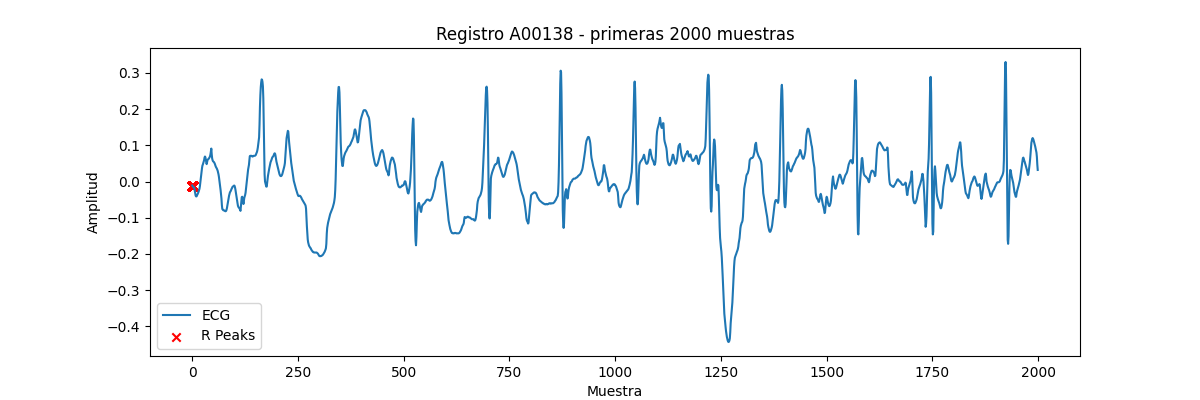 Registro A00138 - primeras 2000 muestras
Amplitud
0.3
0.2
0.1
0.0
−0.1
−0.2
−0.3
−0.4
ECG
R Peaks
0 250 500 750 1000 1250 1500 1750 2000
Muestra